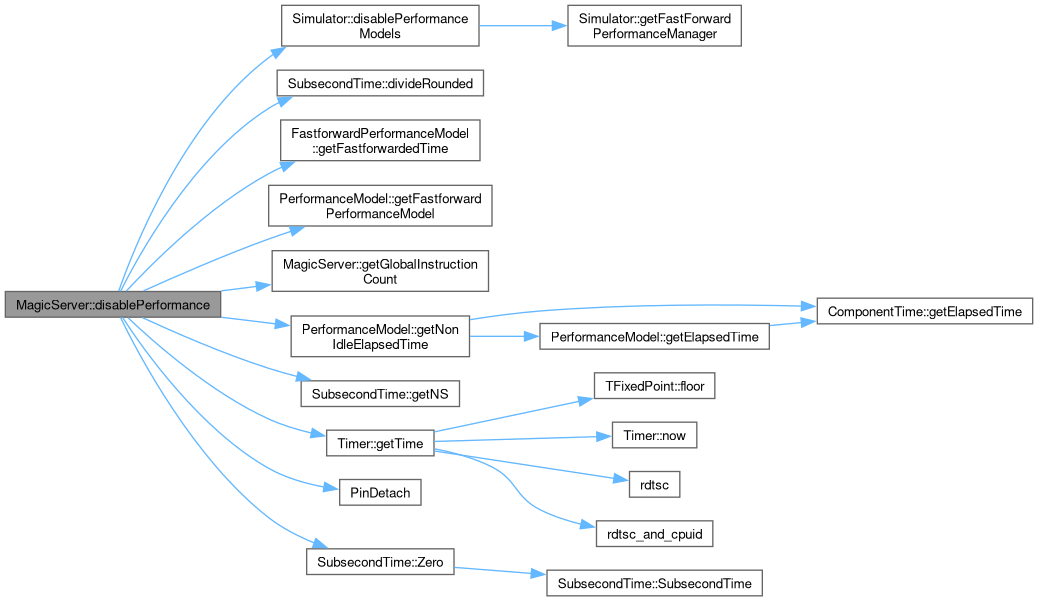 Simulator::disablePerformance
Models
Simulator::getFastForward
PerformanceManager
SubsecondTime::divideRounded
FastforwardPerformanceModel
::getFastforwardedTime
PerformanceModel::getFastforward
PerformanceModel
MagicServer::getGlobalInstruction
Count
MagicServer::disablePerformance
PerformanceModel::getNon
IdleElapsedTime
ComponentTime::getElapsedTime
PerformanceModel::getElapsedTime
SubsecondTime::getNS
TFixedPoint::floor
Timer::getTime
Timer::now
rdtsc
PinDetach
rdtsc_and_cpuid
SubsecondTime::Zero
SubsecondTime::SubsecondTime